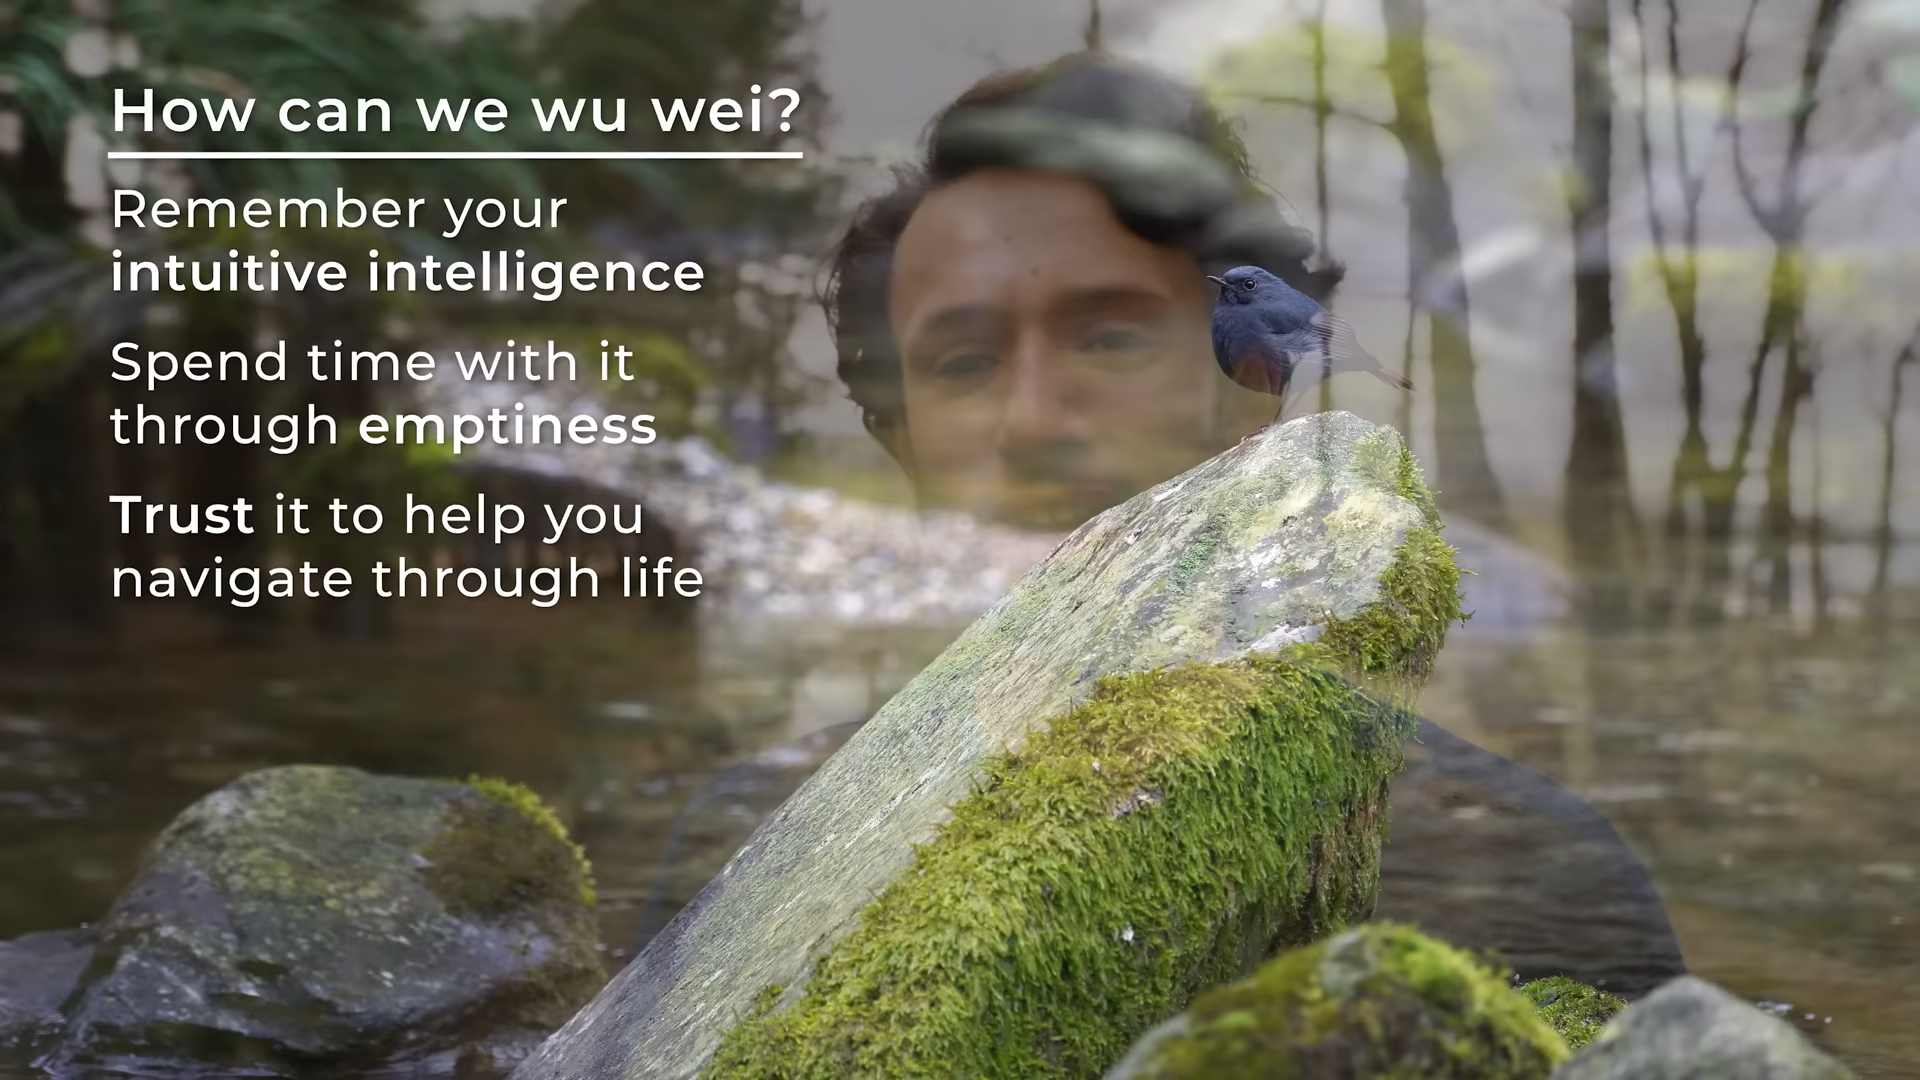 How can we wu wei?
Remember your
intuitive intelligence
Spend time with it
through emptiness
Trust it to help you
navigate through life